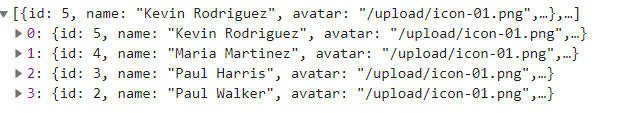 [{id: 5, name: "Kevin Rodriguez", avatar: "/upload/icon-01.png",…},…]
0: {id: 5, name: "Kevin Rodriguez", avatar: "/upload/icon-01.png",…}
1: {id: 4, name: "Maria Martinez", avatar: "/upload/icon-01.png",…}
2: {id: 3, name: "Paul Harris", avatar: "/upload/icon-01.png",…}
3: {id: 2, name: "Paul Walker", avatar: "/upload/icon-01.png",…}